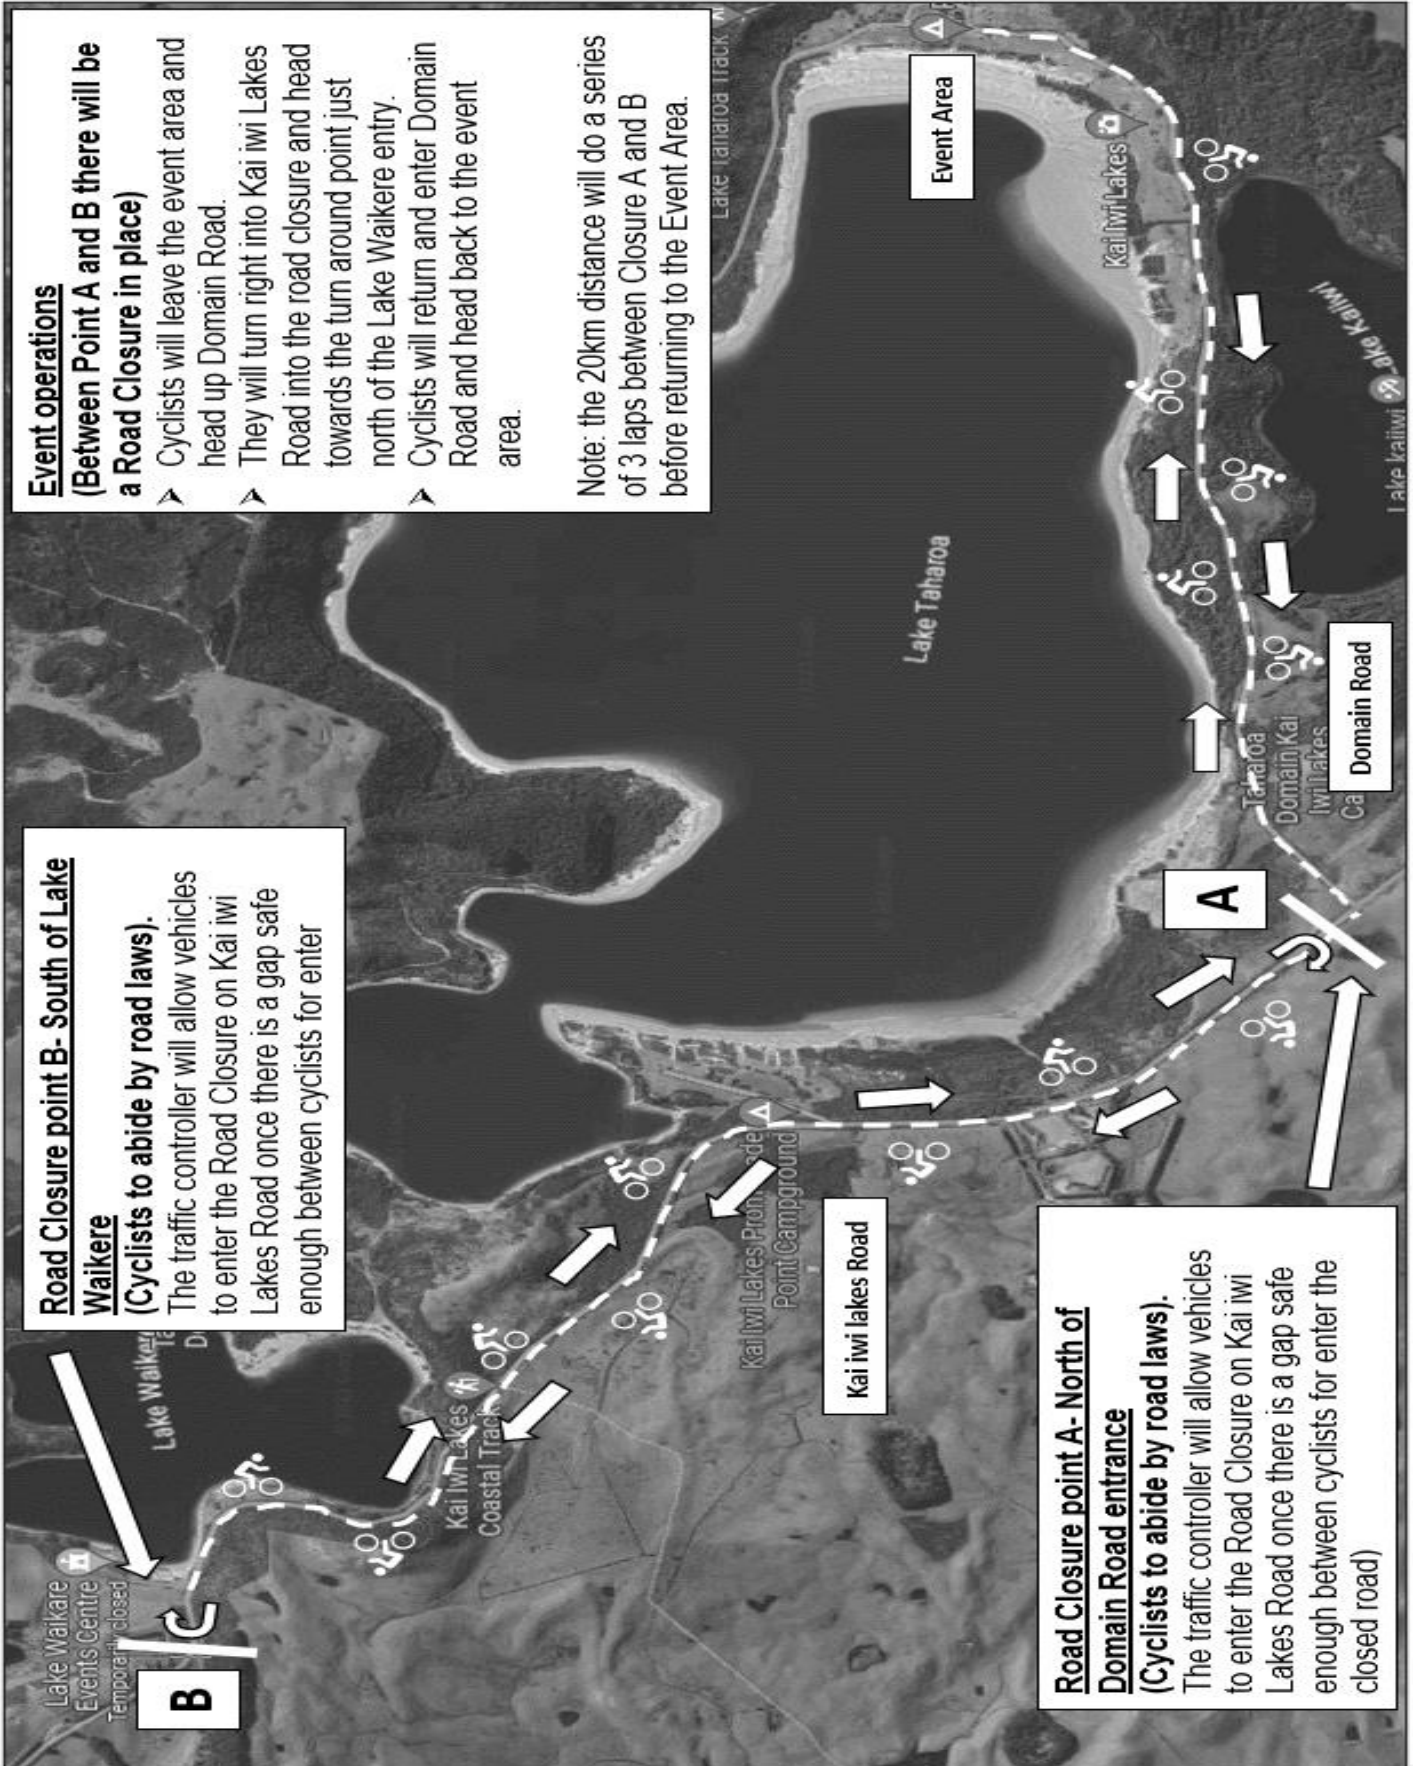 Road Closure point B- South of Lake
Waikere
(Cyclists to abide by road laws).
The traffic controller will allow vehicles
to enter the Road Closure on Kai iwi
Lakes Road once there is a gap safe
enough between cyclists for enter
Event operations
(Between Point A and B there will be
a Road Closure in place)
➢ Cyclists will leave the event area and
head up Domain Road.
➢ They will turn right into Kai iwi Lakes
Road into the road closure and head
towards the turn around point just
north of the Lake Waikere entry.
➢ Cyclists will return and enter Domain
Road and head back to the event
area.
Note: the 20km distance will do a series
of 3 laps between Closure A and B
before returning to the Event Area.
Lake Waikare
Events Centre
Temporarily closed
B
Lake
Kai Iwi Lakes
Coastal Track
Lake Taharoa Track
Lake Taharoa
Event Area
Kai Iwi Lakes
Kai Iwi Lakes
Point Campground
Kai iwi lakes Road
A
Taharoa
Domain Kai
Iwi Lakes
Domain Road
Lake Kaiiwi
Lake kaiiwi
Road Closure point A- North of
Domain Road entrance
(Cyclists to abide by road laws).
The traffic controller will allow vehicles
to enter the Road Closure on Kai iwi
Lakes Road once there is a gap safe
enough between cyclists for enter the
closed road)